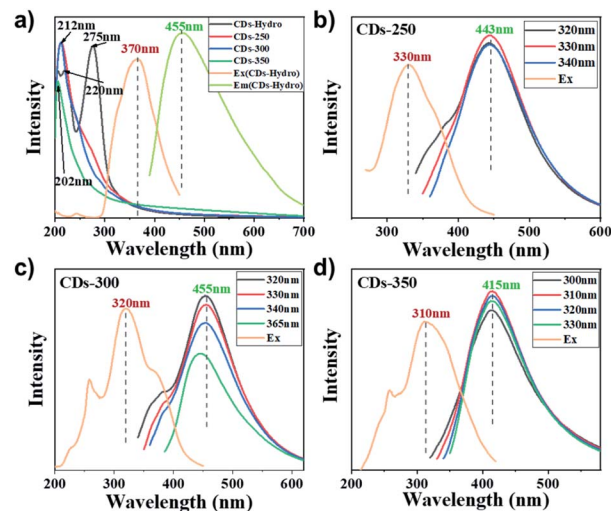 a)
212nm
275nm
220nm
202nm
370nm
455nm
CDs-Hydro
CDs-250
CDs-300
CDs-350
Ex(CDs-Hydro)
Em(CDs-Hydro)
Intensity
200 300 400 500 600 700
Wavelength (nm)
b)
CDs-250
330nm
443nm
320nm
330nm
340nm
Ex
Intensity
300 400 500 600
Wavelength (nm)
c)
CDs-300
320nm
455nm
320nm
330nm
340nm
365nm
Ex
Intensity
200 300 400 500 600
Wavelength (nm)
d)
CDs-350
310nm
415nm
300nm
310nm
320nm
330nm
Ex
Intensity
200 300 400 500
Wavelength (nm)